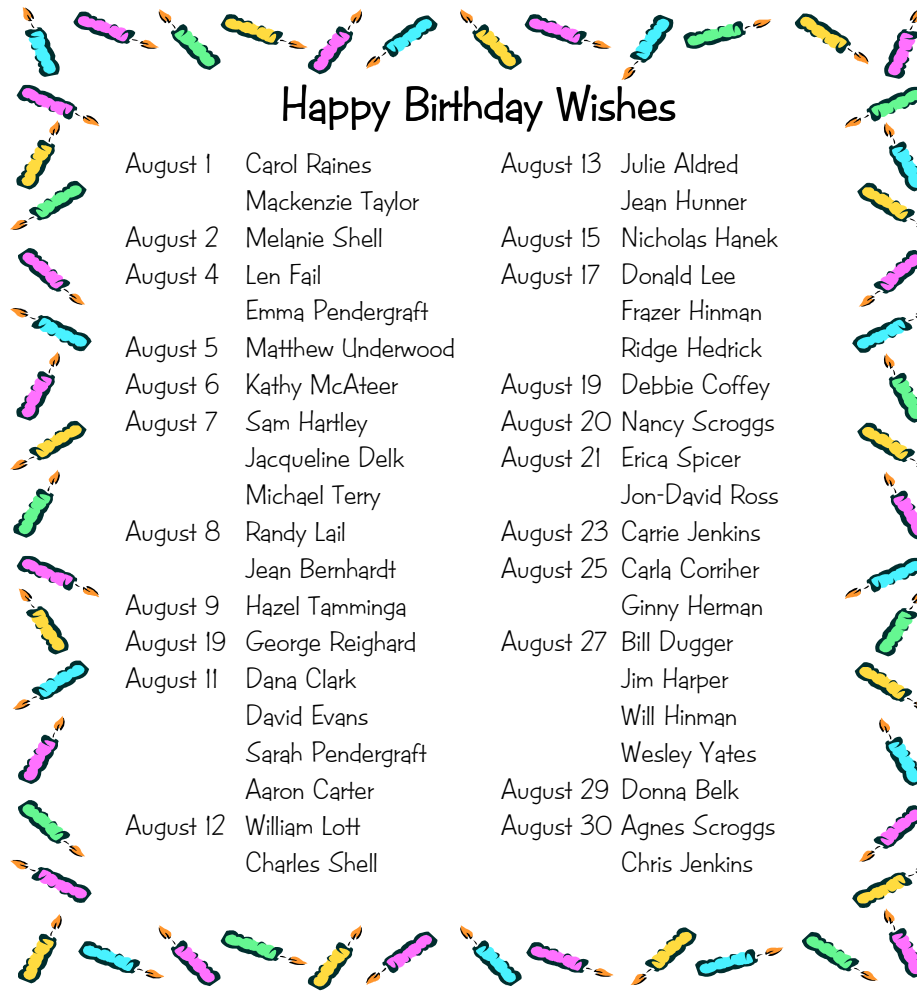 Happy Birthday Wishes
August 1 Carol Raines
Mackenzie Taylor
August 2 Melanie Shell
August 4 Len Fail
Emma Pendergraft
August 5 Matthew Underwood
August 6 Kathy McAteer
August 7 Sam Hartley
Jacqueline Delk
Michael Terry
August 8 Randy Lail
Jean Bernhardt
August 9 Hazel Tamminga
August 19 George Reighard
August 11 Dana Clark
David Evans
Sarah Pendergraft
Aaron Carter
August 12 William Lott
Charles Shell
August 13 Julie Aldred
Jean Hunner
August 15 Nicholas Hanek
August 17 Donald Lee
Frazer Hinman
Ridge Hedrick
August 19 Debbie Coffey
August 20 Nancy Scroggs
August 21 Erica Spicer
Jon-David Ross
August 23 Carrie Jenkins
August 25 Carla Corriher
Ginny Herman
August 27 Bill Dugger
Jim Harper
Will Hinman
Wesley Yates
August 29 Donna Belk
August 30 Agnes Scroggs
Chris Jenkins